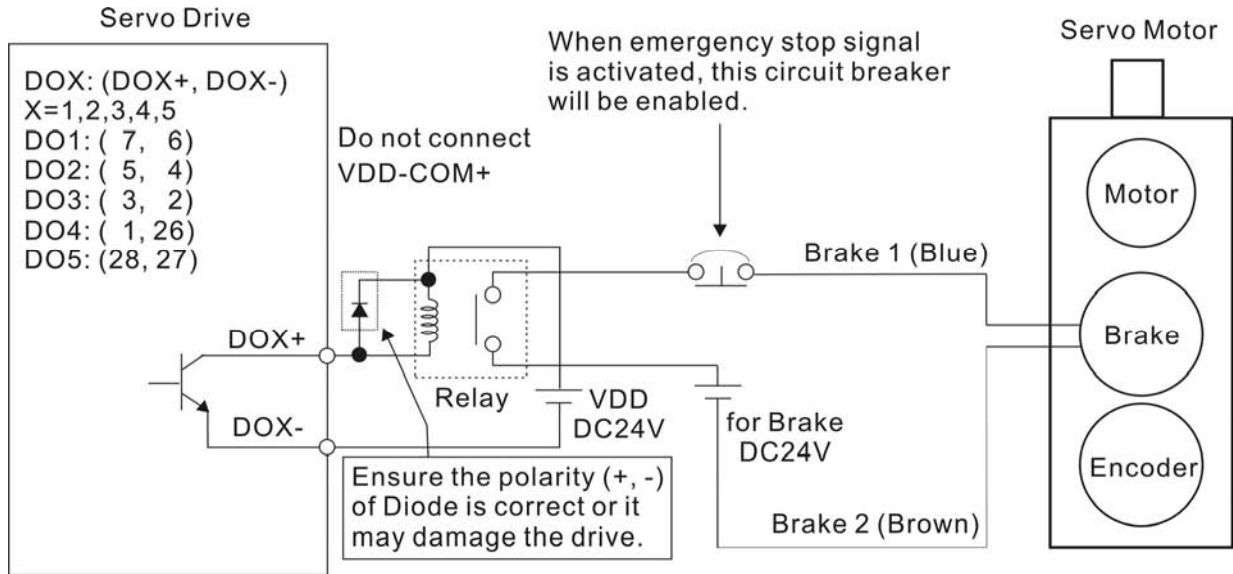 Servo Drive
DOX: (DOX+, DOX-)
X=1,2,3,4,5
DO1: ( 7, 6)
DO2: ( 5, 4)
DO3: ( 3, 2)
DO4: ( 1, 26)
DO5: (28, 27)
Do not connect
VDD-COM+
When emergency stop signal
is activated, this circuit breaker
will be enabled.
Servo Motor
Motor
Brake 1 (Blue)
Brake
DOX+
Relay
VDD
DC24V
for Brake
DC24V
DOX-
Encoder
Ensure the polarity (+, -)
of Diode is correct or it
may damage the drive.
Brake 2 (Brown)